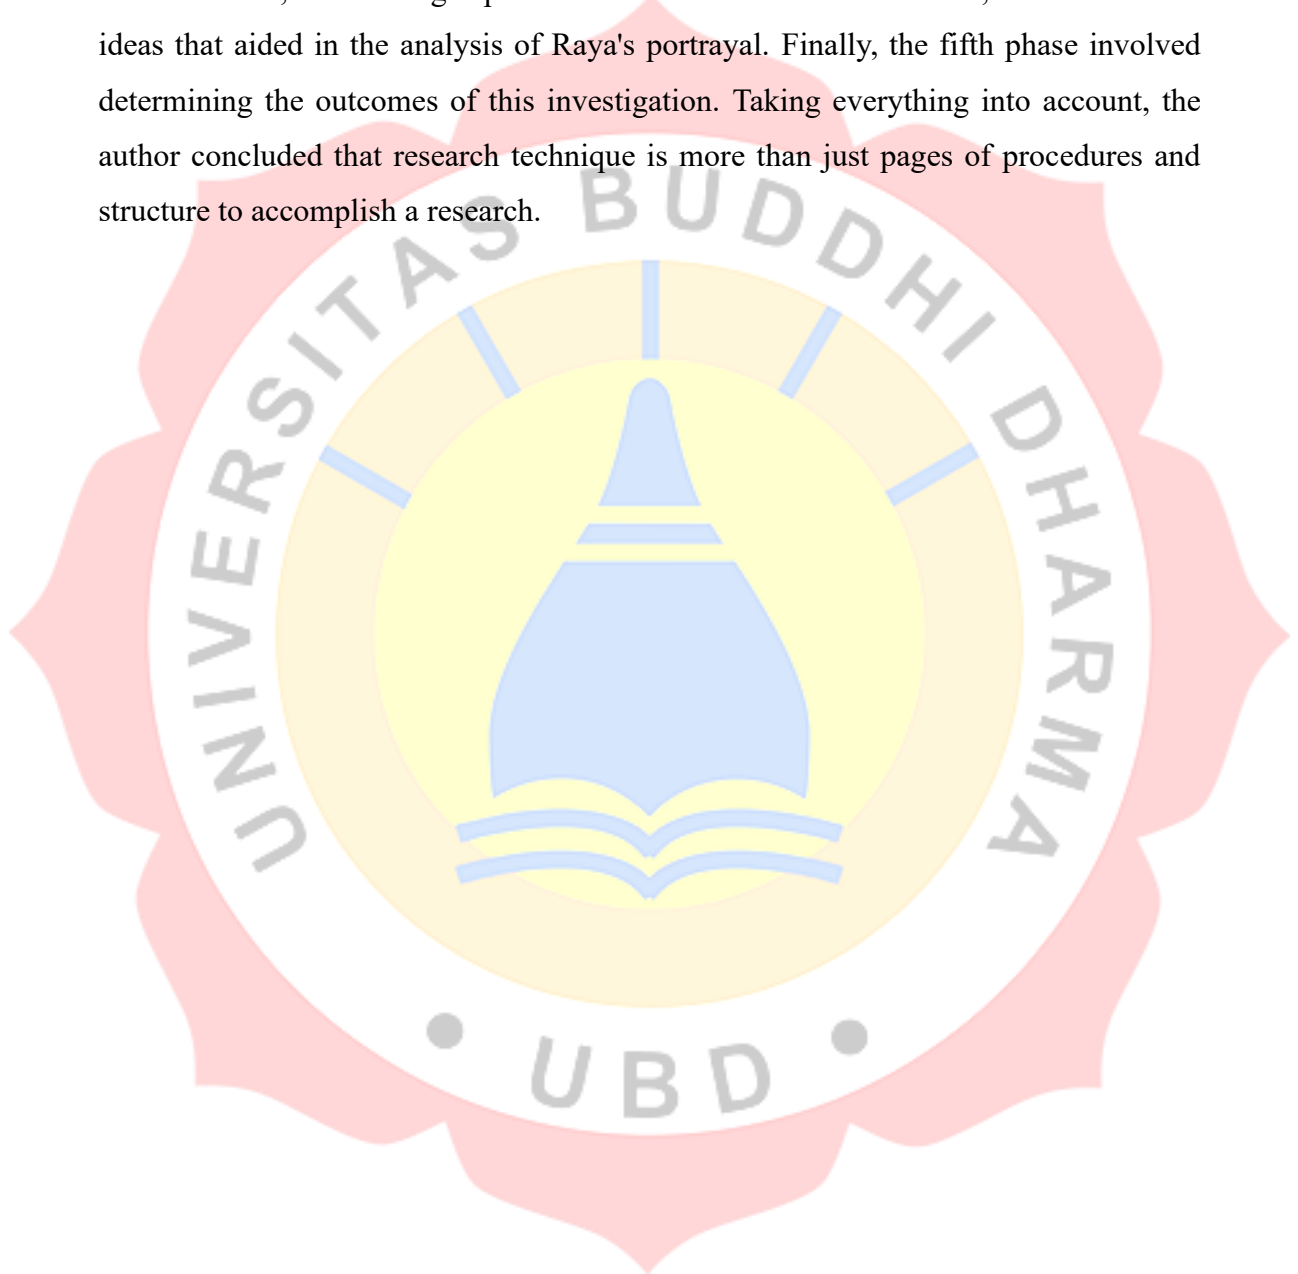 ideas that aided in the analysis of Raya's portrayal. Finally, the fifth phase involved
determining the outcomes of this investigation. Taking everything into account, the
author concluded that research technique is more than just pages of procedures and
structure to accomplish a research.
UNIVERSITAS BUDDHI DHARMA
• UBD •